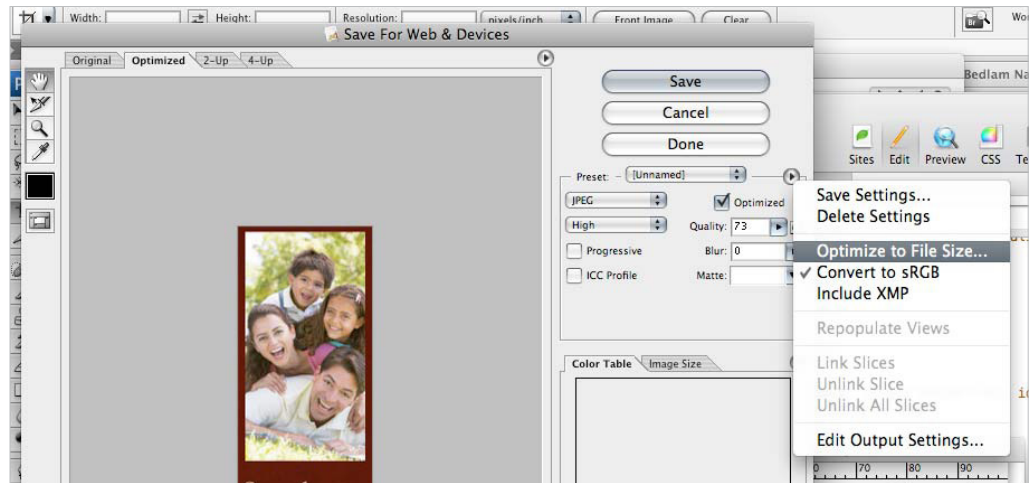 Width:
Height:
Resolution:
pixels/inch
Front Image
Clear
Br
Save For Web & Devices
Bedlam
Original
Optimized
2-Up
4-Up
Save
Cancel
Done
Sites
Edit
Preview
CSS
Preset:
[Unnamed]
JPEG
Optimized
High
Quality: 73
Progressive
Blur: 0
ICC Profile
Matte:
Save Settings...
Delete Settings
Optimize to File Size...
✓ Convert to sRGB
Include XMP
Repopulate Views
Link Slices
Unlink Slice
Unlink All Slices
Edit Output Settings...
Color Table
Image Size
70
80
90